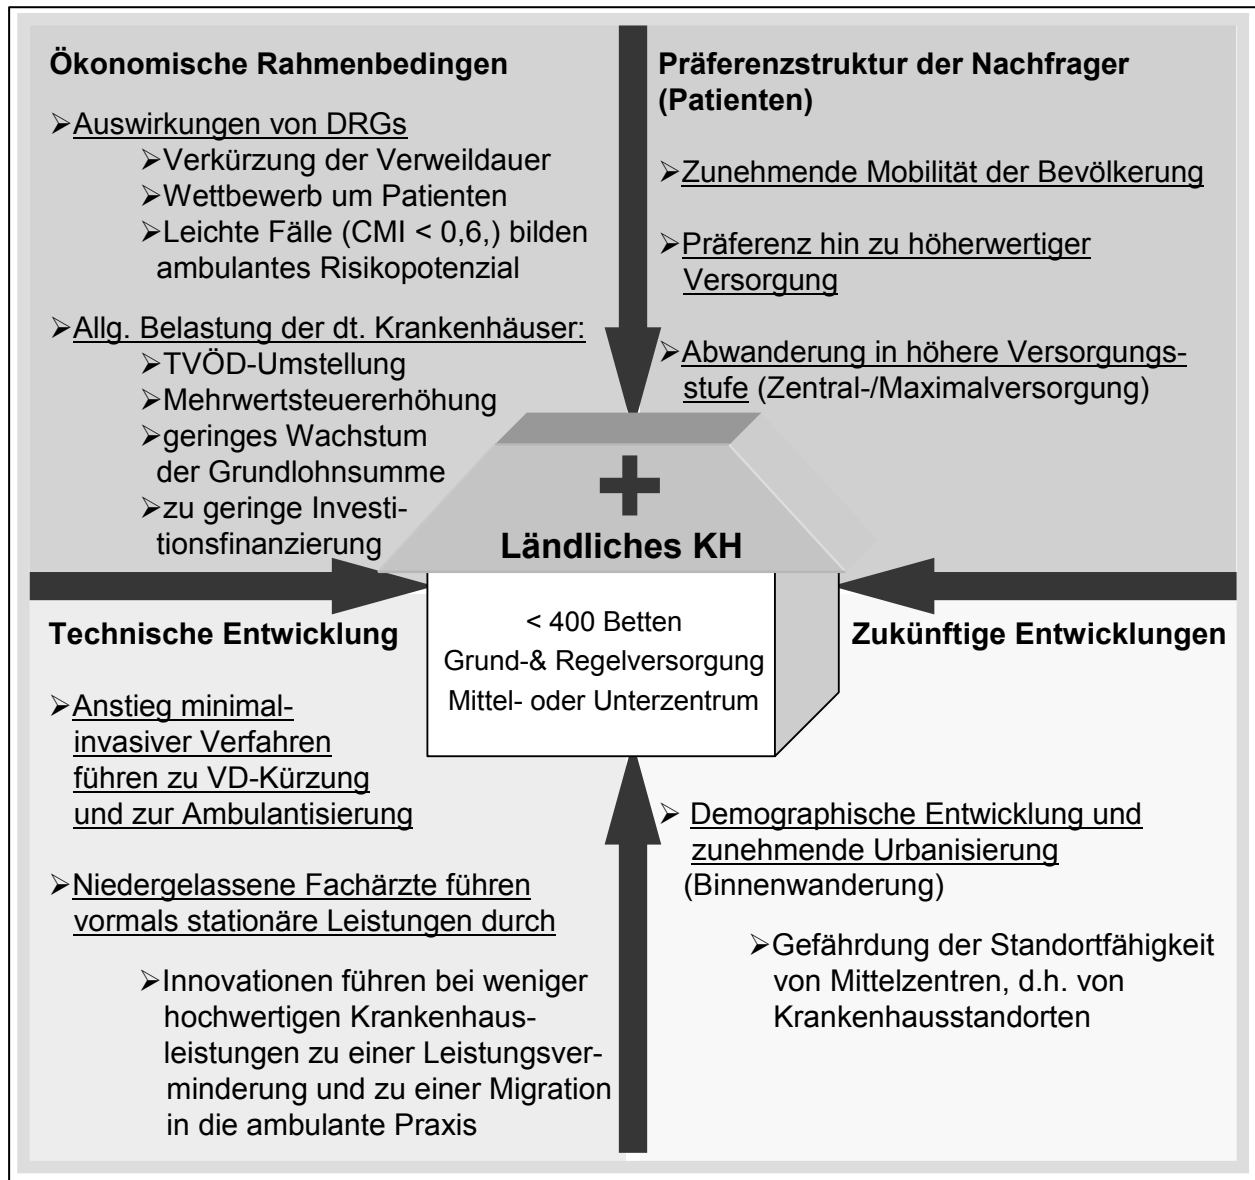 Ökonomische Rahmenbedingen
➢Auswirkungen von DRGs
➢Verkürzung der Verweildauer
➢Wettbewerb um Patienten
➢Leichte Fälle (CMI < 0,6,) bilden
ambulantes Risikopotenzial
➢Allg. Belastung der dt. Krankenhäuser:
➢TVÖD-Umstellung
➢Mehrwertsteuererhöhung
➢geringes Wachstum
der Grundlohnsumme
➢zu geringe Investi-
tionsfinanzierung
Präferenzstruktur der Nachfrager
(Patienten)
➢Zunehmende Mobilität der Bevölkerung
➢Präferenz hin zu höherwertiger
Versorgung
➢Abwanderung in höhere Versorgungs-
stufe (Zentral-/Maximalversorgung)
Ländliches KH
< 400 Betten
Grund-& Regelversorgung
Mittel- oder Unterzentrum
Technische Entwicklung
➢Anstieg minimal-
invasiver Verfahren
führen zu VD-Kürzung
und zur Ambulantisierung
➢Niedergelassene Fachärzte führen
vormals stationäre Leistungen durch
➢Innovationen führen bei weniger
hochwertigen Krankenhaus-
leistungen zu einer Leistungsver-
minderung und zu einer Migration
in die ambulante Praxis
Zukünftige Entwicklungen
➢ Demographische Entwicklung und
zunehmende Urbanisierung
(Binnenwanderung)
➢Gefährdung der Standortfähigkeit
von Mittelzentren, d.h. von
Krankenhausstandorten